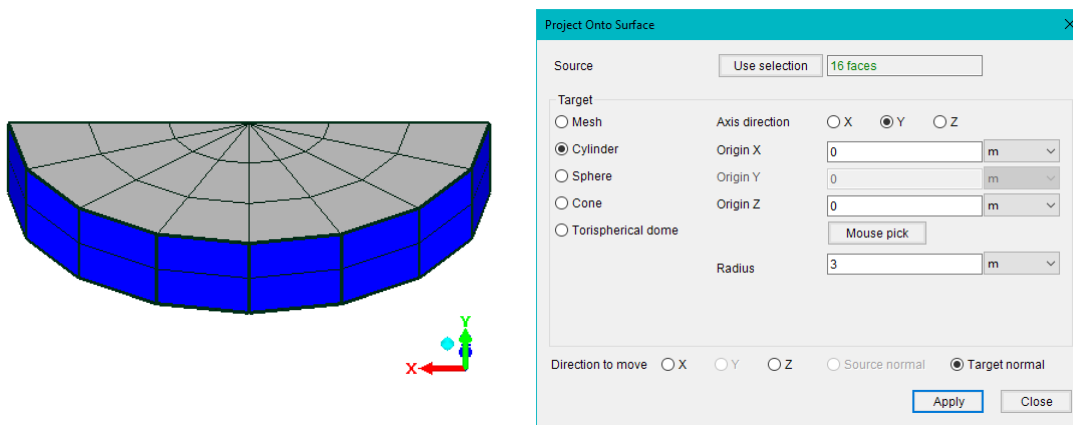 Project Onto Surface
Source Use selection 16 faces
Target
Mesh Axis direction X Y Z
Cylinder Origin X 0 m
Sphere Origin Y 0 m
Cone Origin Z 0 m
Torispherical dome Mouse pick
Radius 3 m
Direction to move X Y Z Source normal Target normal
Apply Close
Y
X